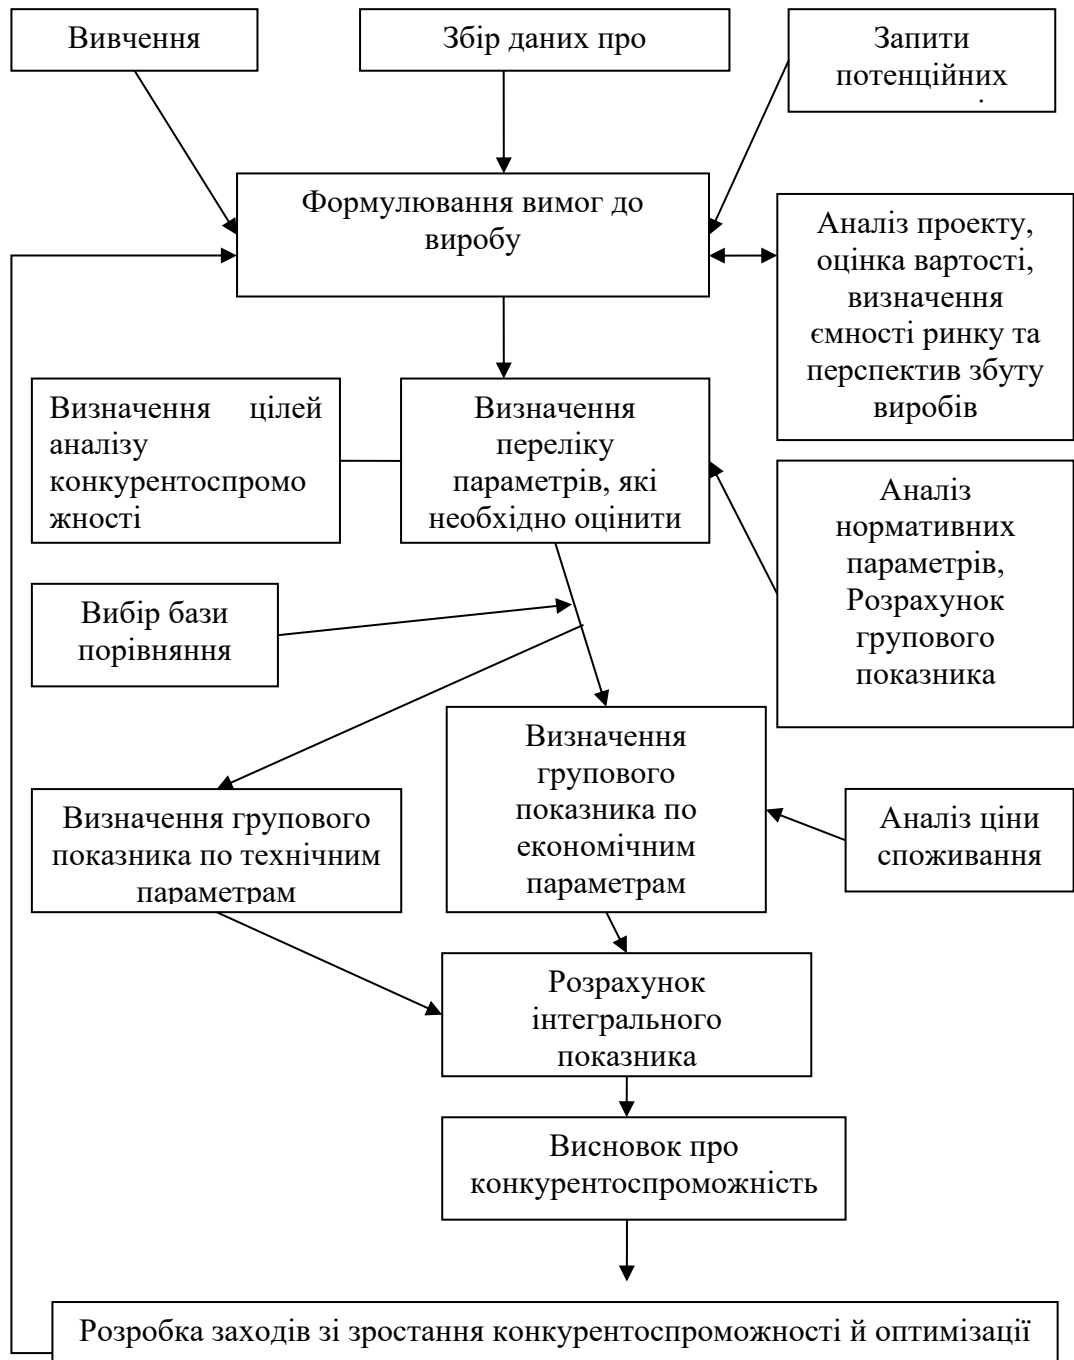 Вивчення
Збір даних про
Запити
потенційних
Формулювання вимог до
виробу
Аналіз проекту,
оцінка вартості,
визначення
ємності ринку та
перспектив збуту
виробів
Визначення цілей
аналізу
конкурентоспромо
жності
Визначення
переліку
параметрів, які
необхідно оцінити
Аналіз
нормативних
параметрів,
Розрахунок
групового
показника
Вибір бази
порівняння
Визначення
групового
показника по
економічним
параметрам
Визначення групового
показника по технічним
параметрам
Аналіз ціни
споживання
Розрахунок
інтегрального
показника
Висновок про
конкурентоспроможність
Розробка заходів зі зростання конкурентоспроможності й оптимізації